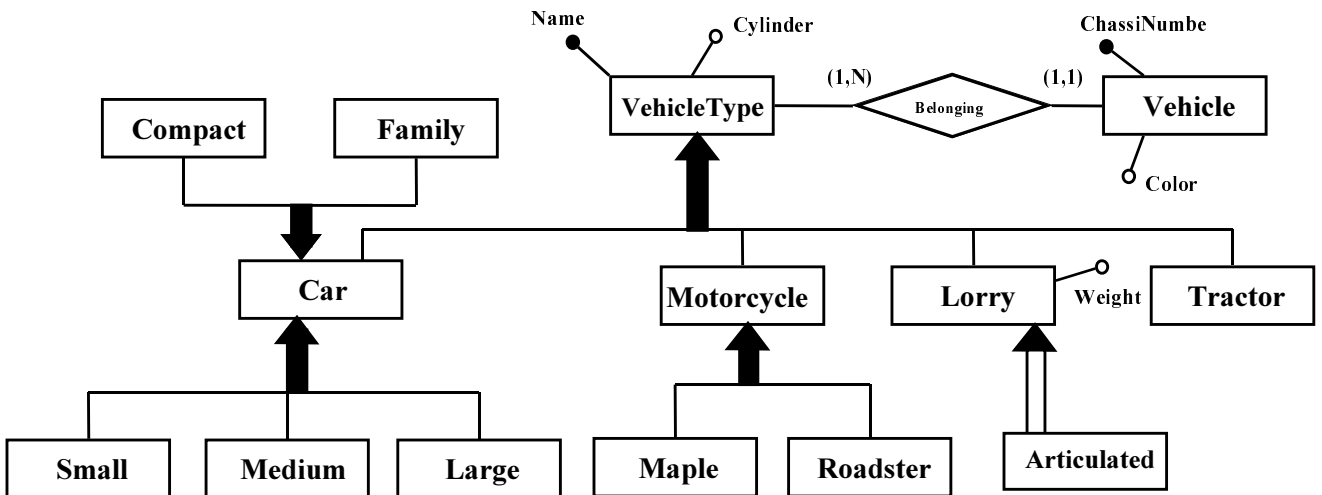 Name
Cylinder
ChassiNumbe
(1,N)
(1,1)
VehicleType
Belonging
Vehicle
Compact
Family
Color
Car
Motorcycle
Lorry
Weight
Tractor
Small
Medium
Large
Maple
Roadster
Articulated